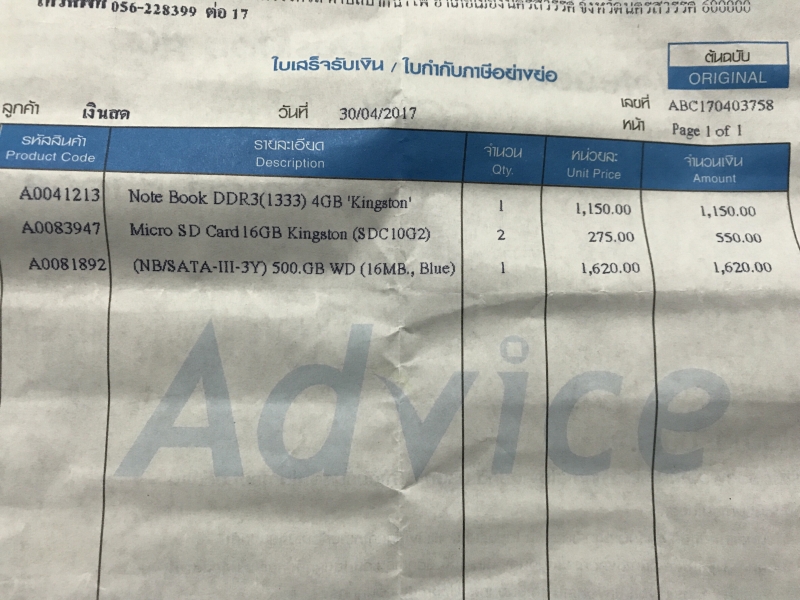 056-228399 ต่อ 17
ใบเสร็จรับเงิน / ใบกำกับภาษีอย่างย่อ
ต้นฉบับ
ORIGINAL
ลูกค้า เงินสด วันที่ 30/04/2017 เลขที่ ABC170403758
หน้า Page 1 of 1
รหัสสินค้า รายละเอียด จำนวน หน่วยละ จำนวนเงิน
Product Code Description Qty. Unit Price Amount
A0041213 Note Book DDR3(1333) 4GB 'Kingston' 1 1,150.00 1,150.00
A0083947 Micro SD Card16GB Kingston (SDC10G2) 2 275.00 550.00
A0081892 (NB/SATA-III-3Y) 500.GB WD (16MB., Blue) 1 1,620.00 1,620.00
Advice